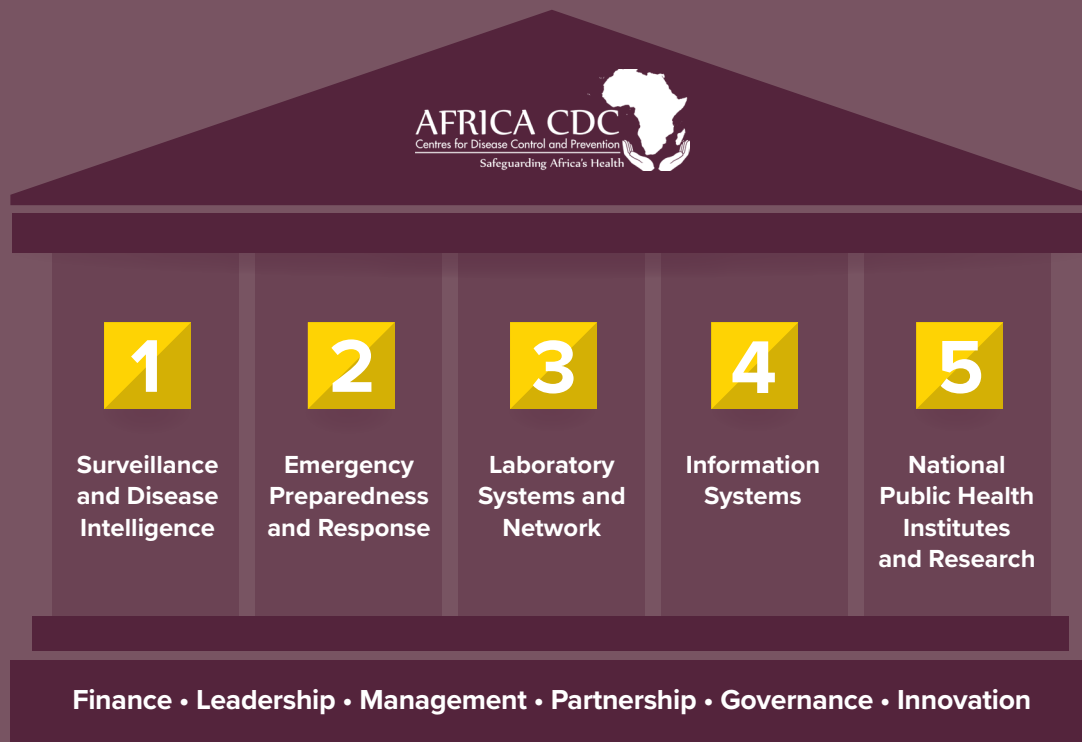 AFRICA CDC
Centres for Disease Control and Prevention
Safeguarding Africa's Health
1
Surveillance
and Disease
Intelligence
2
Emergency
Preparedness
and Response
3
Laboratory
Systems and
Network
4
Information
Systems
5
National
Public Health
Institutes
and Research
Finance • Leadership • Management • Partnership • Governance • Innovation